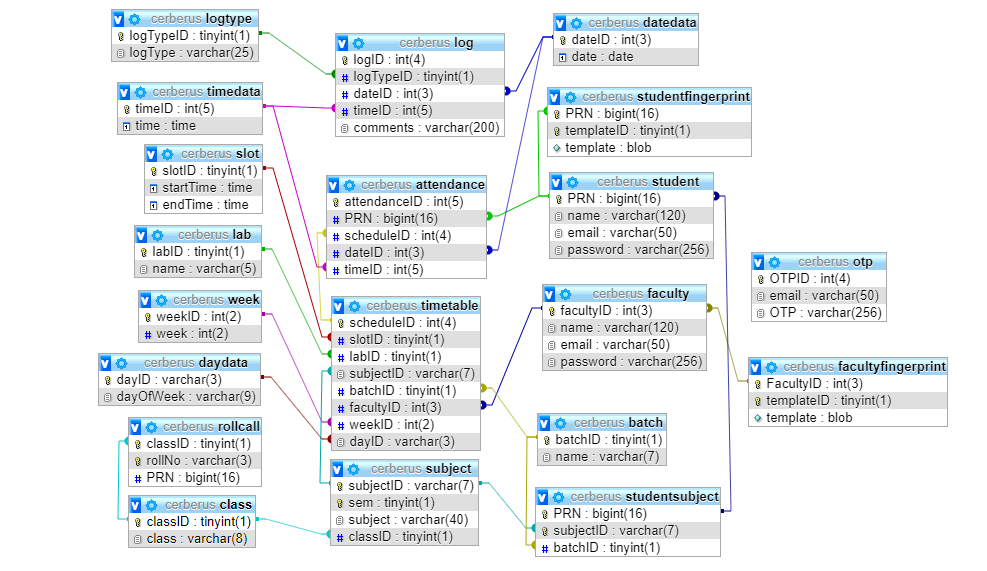 cerberus logtype
logTypeID : tinyint(1)
logType : varchar(25)
cerberus timedata
timeID : int(5)
time : time
cerberus slot
slotID : tinyint(1)
startTime : time
endTime : time
cerberus lab
labID : tinyint(1)
name : varchar(5)
cerberus week
weekID : int(2)
week : int(2)
cerberus daydata
dayID : varchar(3)
dayOfWeek : varchar(9)
cerberus rollcall
classID : tinyint(1)
rollNo : varchar(3)
PRN : bigint(16)
cerberus class
classID : tinyint(1)
class : varchar(8)
cerberus log
logID : int(4)
logTypeID : tinyint(1)
dateID : int(3)
timeID : int(5)
comments : varchar(200)
cerberus attendance
attendanceID : int(5)
PRN : bigint(16)
scheduleID : int(4)
dateID : int(3)
timeID : int(5)
cerberus timetable
scheduleID : int(4)
slotID : tinyint(1)
labID : tinyint(1)
subjectID : varchar(7)
batchID : tinyint(1)
facultyID : int(3)
weekID : int(2)
dayID : varchar(3)
cerberus subject
subjectID : varchar(7)
sem : tinyint(1)
subject : varchar(40)
classID : tinyint(1)
cerberus datedata
dateID : int(3)
date : date
cerberus studentfingerprint
PRN : bigint(16)
templateID : tinyint(1)
template : blob
cerberus student
PRN : bigint(16)
name : varchar(120)
email : varchar(50)
password : varchar(256)
cerberus faculty
facultyID : int(3)
name : varchar(120)
email : varchar(50)
password : varchar(256)
cerberus batch
batchID : tinyint(1)
name : varchar(7)
cerberus studentsubject
PRN : bigint(16)
subjectID : varchar(7)
batchID : tinyint(1)
cerberus otp
OTPID : int(4)
email : varchar(50)
OTP : varchar(256)
cerberus facultyfingerprint
FacultyID : int(3)
templateID : tinyint(1)
template : blob